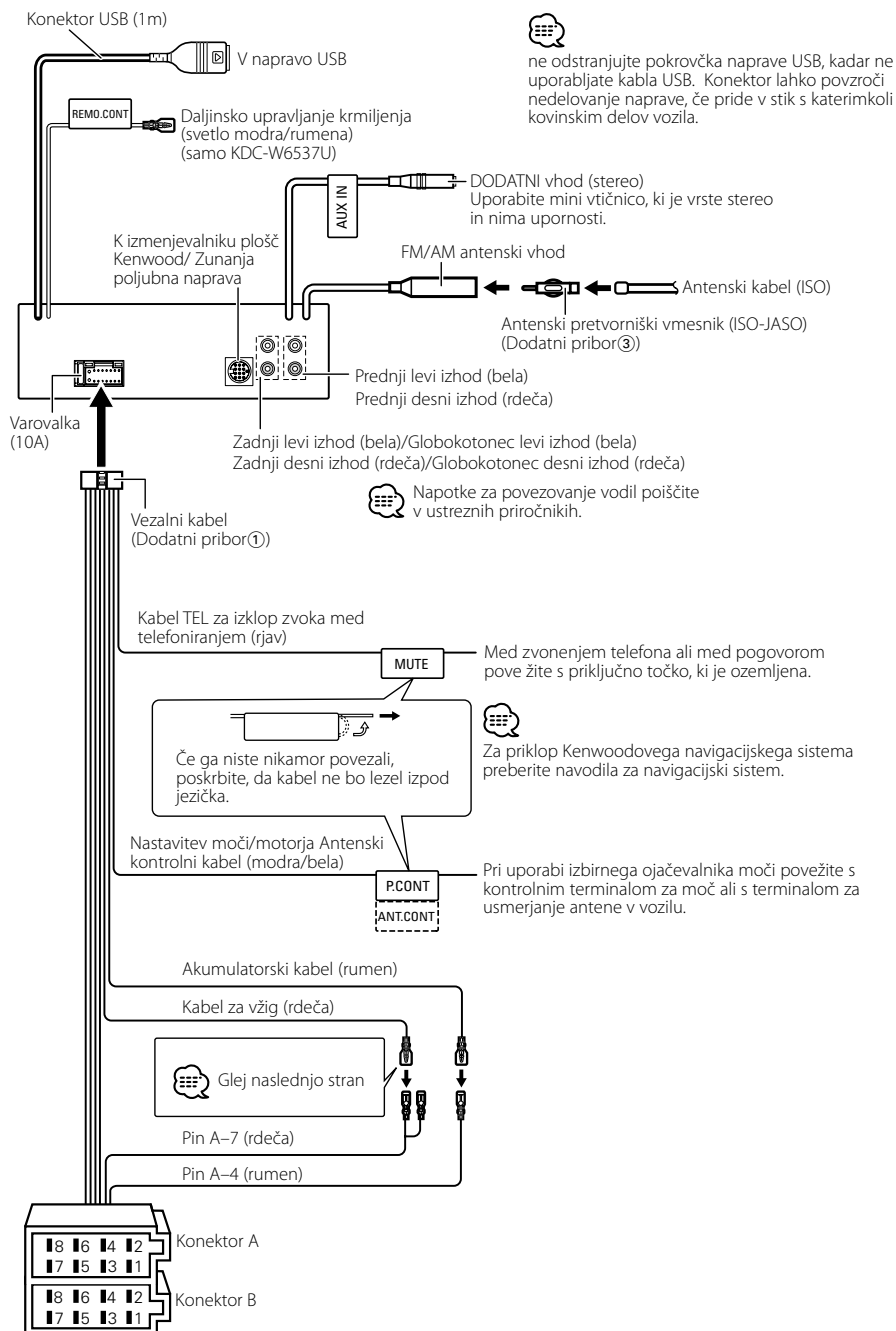 Konektor USB (1m)
V napravo USB
ne odstranjujte pokrovčka naprave USB, kadar ne
uporabljate kabla USB. Konektor lahko povzroči
nedelovanje naprave, če pride v stik s katerimkoli
kovinskim delov vozila.
REMO.CONT
Daljinsko upravljanje krmiljenja
(svetlo modra/rumena)
(samo KDC-W6537U)
AUX IN
DODATNI vhod (stereo)
Uporabite mini vtičnico, ki je vrste stereo
in nima upornosti.
K izmenjevalniku plošč
Kenwood/ Zunanja
poljubna naprava
FM/AM antenski vhod
Antenski kabel (ISO)
Antenski pretvorniški vmesnik (ISO-JASO)
(Dodatni pribor③)
Prednji levi izhod (bela)
Prednji desni izhod (rdeča)
Varovalka
(10A)
Zadnji levi izhod (bela)/Globokotonec levi izhod (bela)
Zadnji desni izhod (rdeča)/Globokotonec desni izhod (rdeča)
Napotke za povezovanje vodil poiščite
v ustreznih priročnikih.
Vezalni kabel
(Dodatni pribor①)
Kabel TEL za izklop zvoka med
telefoniranjem (rjav)
MUTE
Med zvonenjem telefona ali med pogovorom
pove žite s priključno točko, ki je ozemljena.
Če ga niste nikamor povezali,
poskrbite, da kabel ne bo lezel izpod
jezička.
Za priklop Kenwoodovega navigacijskega sistema
preberite navodila za navigacijski sistem.
Nastavitev moči/motorja Antenski
kontrolni kabel (modra/bela)
P.CONT
ANT.CONT
Pri uporabi izbirnega ojačevalnika moči povežite s
kontrolnim terminalom za moč ali s terminalom za
usmerjanje antene v vozilu.
Akumulatorski kabel (rumen)
Kabel za vžig (rdeča)
Glej naslednjo stran
Pin A–7 (rdeča)
Pin A–4 (rumen)
8 6 4 2
7 5 3 1
Konektor A
8 6 4 2
7 5 3 1
Konektor B